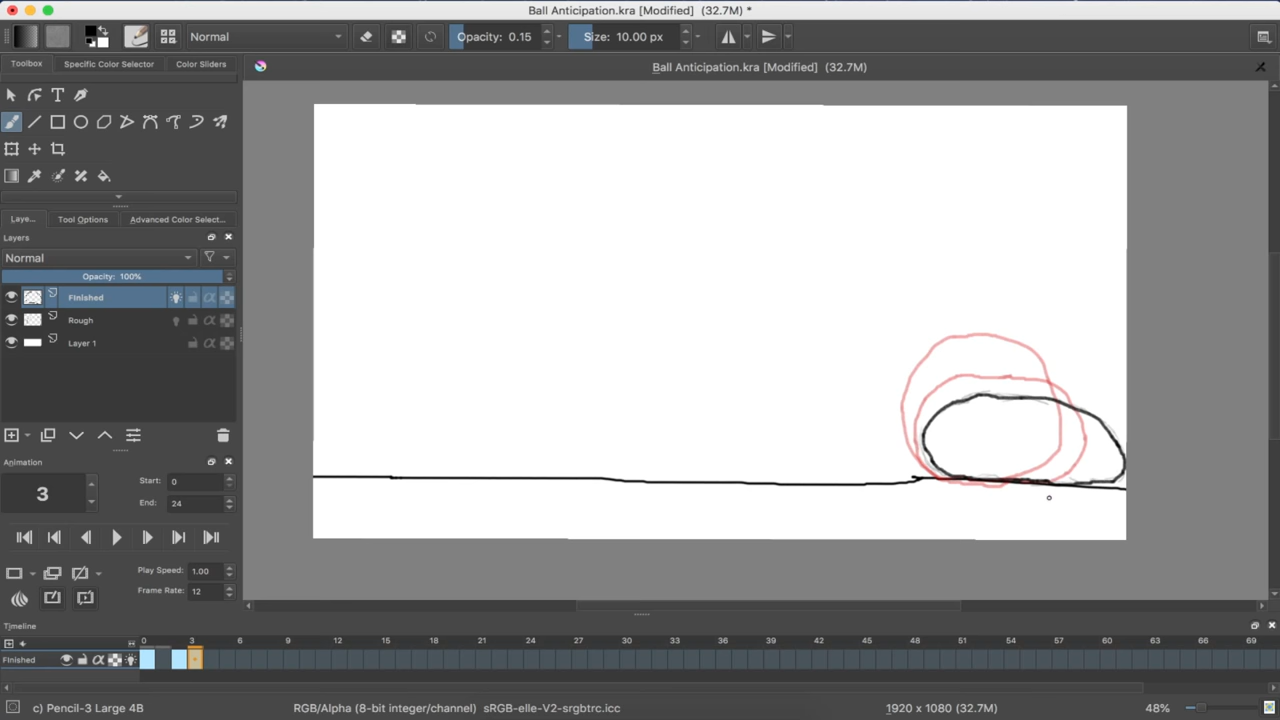 Ball Anticipation.kra [Modified] (32.7M) *
Normal Opacity: 0.15 Size: 10.00 px
Toolbox Specific Color Selector Color Sliders
Ball Anticipation.kra [Modified] (32.7M)
T
Laye... Tool Options Advanced Color Select...
Layers
Normal
Opacity: 100%
FInished α
Rough α
Layer 1 α
Animation
3
Start: 0
End: 24
Play Speed: 1.00
Frame Rate: 12
Timeline
0 3 6 9 12 15 18 21 24 27 30 33 36 39 42 45 48 51 54 57 60 63 66 69
FInished α
c) Pencil-3 Large 4B RGB/Alpha (8-bit integer/channel) sRGB-elle-V2-srgbtrc.icc 1920 x 1080 (32.7M) 48%